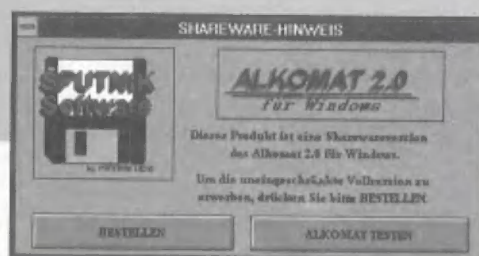 SHAREWARE-HINWEIS
SPUTNIK
Software
ALKOMAT 2.0
für Windows
Dieses Produkt ist eine Sharewareversion
des Alkomat 2.0 für Windows.
Um die uneingeschränkte Vollversion zu
erwerben, drücken Sie bitte BESTELLEN.
BESTELLEN
ALKOMAT TESTEN